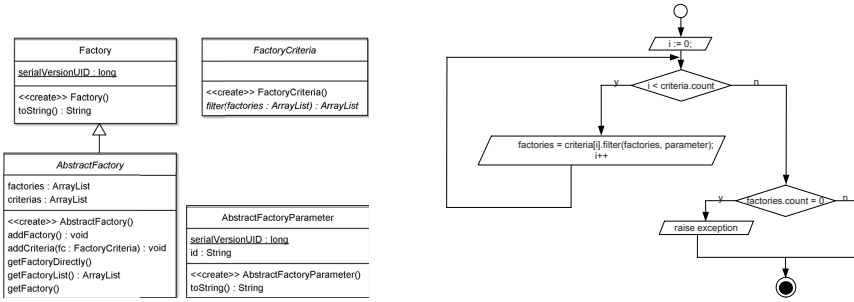 Factory
serialVersionUID : long
<<create>> Factory()
toString() : String
FactoryCriteria
<<create>> FactoryCriteria()
filter(factories : ArrayList) : ArrayList
AbstractFactory
factories : ArrayList
criterias : ArrayList
<<create>> AbstractFactory()
addFactory() : void
addCriteria(fc : FactoryCriteria) : void
getFactoryDirectly()
getFactoryList() : ArrayList
getFactory()
AbstractFactoryParameter
serialVersionUID : long
id : String
<<create>> AbstractFactoryParameter()
toString() : String
i := 0;
y
i < criteria.count
n
factories = criteria[i].filter(factories, parameter);
i++
y
factories.count = 0
n
raise exception